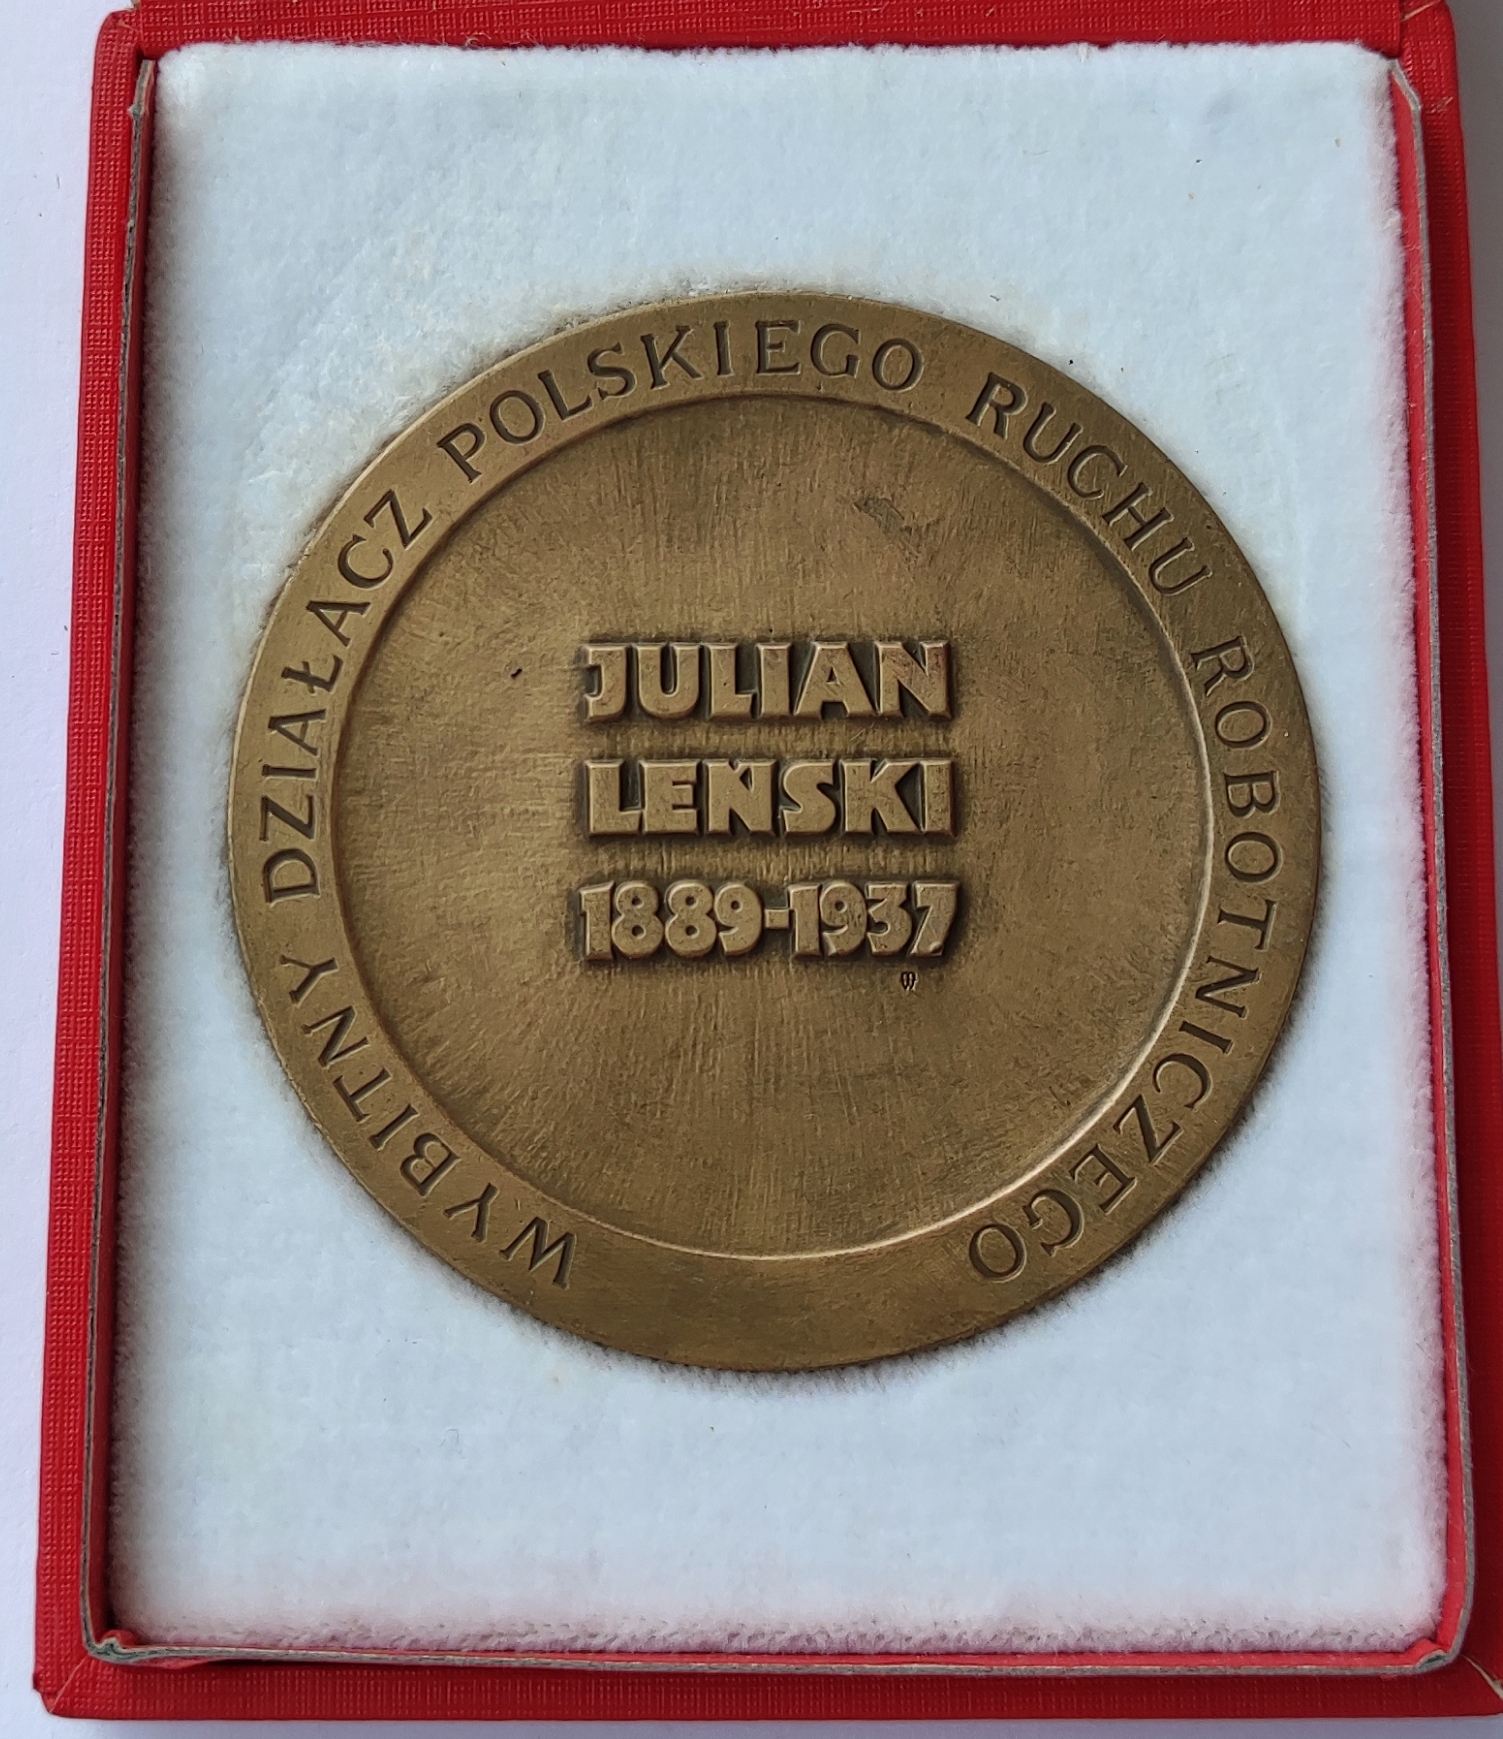 WYBITNY DZIAŁACZ POLSKIEGO RUCHU ROBOTNICZEGO
JULIAN
LEŃSKI
1889-1937